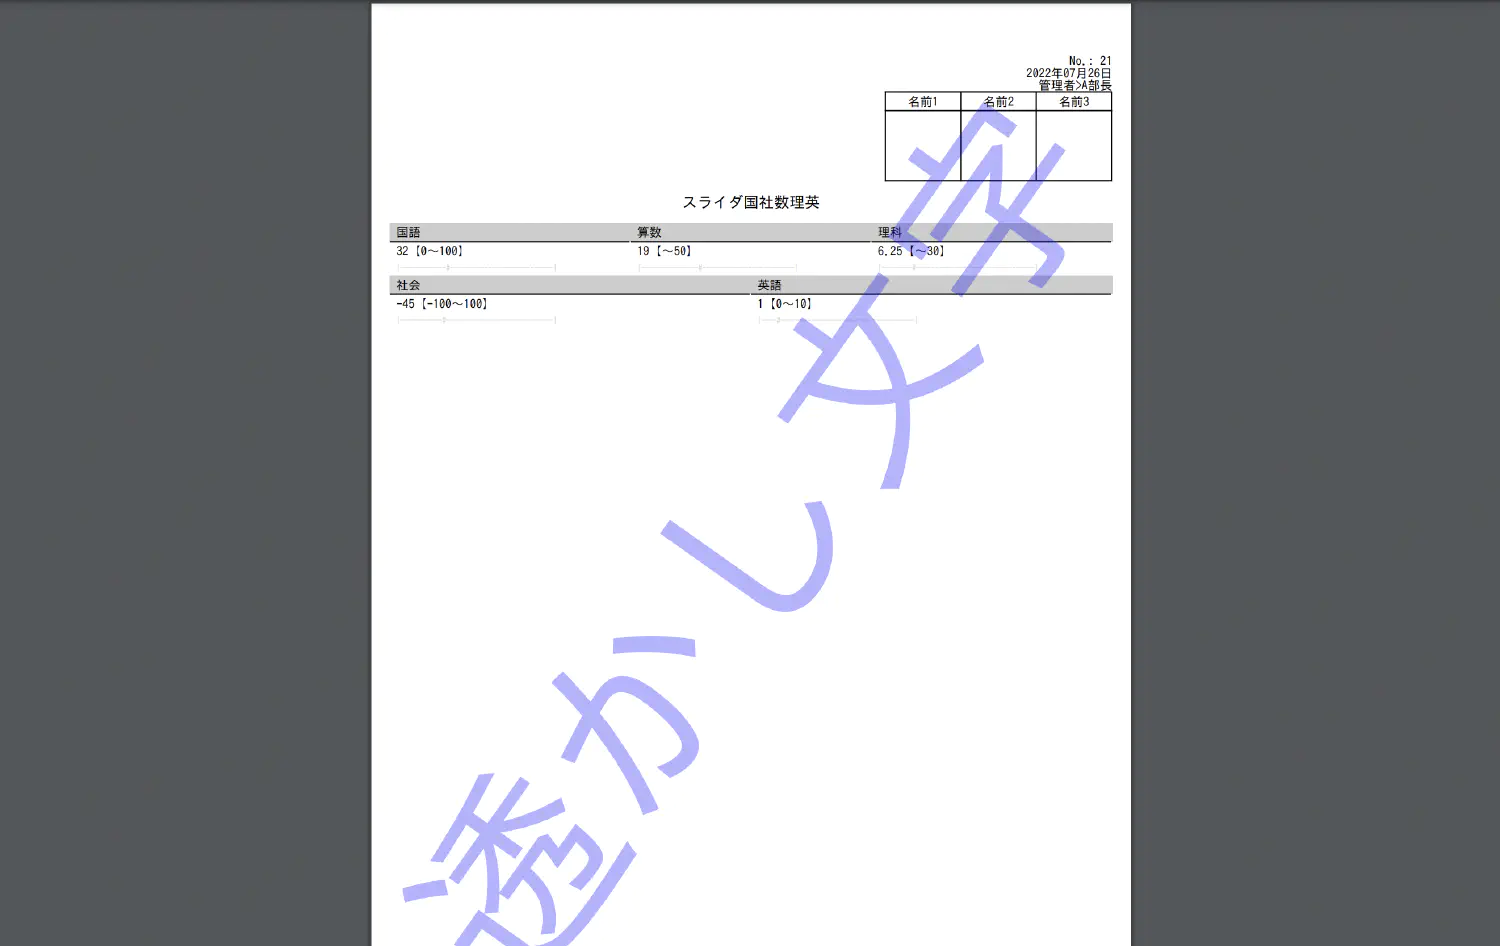 No.: 21
2022年07月26日
管理者>A部長
名前1 名前2 名前3
スライダ国社数理英
国語 算数 理科
32【0～100】 19【～50】 6.25【～30】
社会 英語
-45【-100～100】 1【0～10】
透かし文字